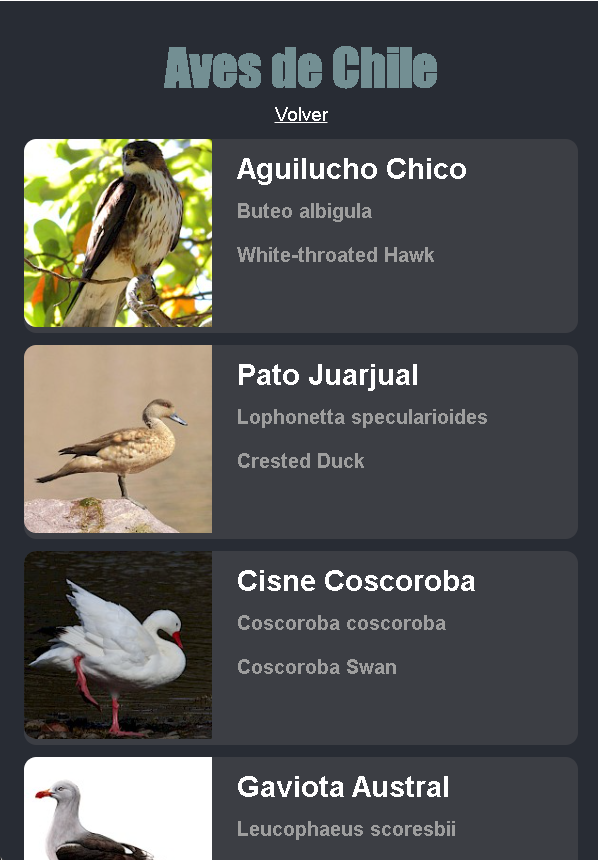 Aves de Chile
Volver
Aguilucho Chico
Buteo albigula
White-throated Hawk
Pato Juarjual
Lophonetta specularioides
Crested Duck
Cisne Coscoroba
Coscoroba coscoroba
Coscoroba Swan
Gaviota Austral
Leucophaeus scoresbii